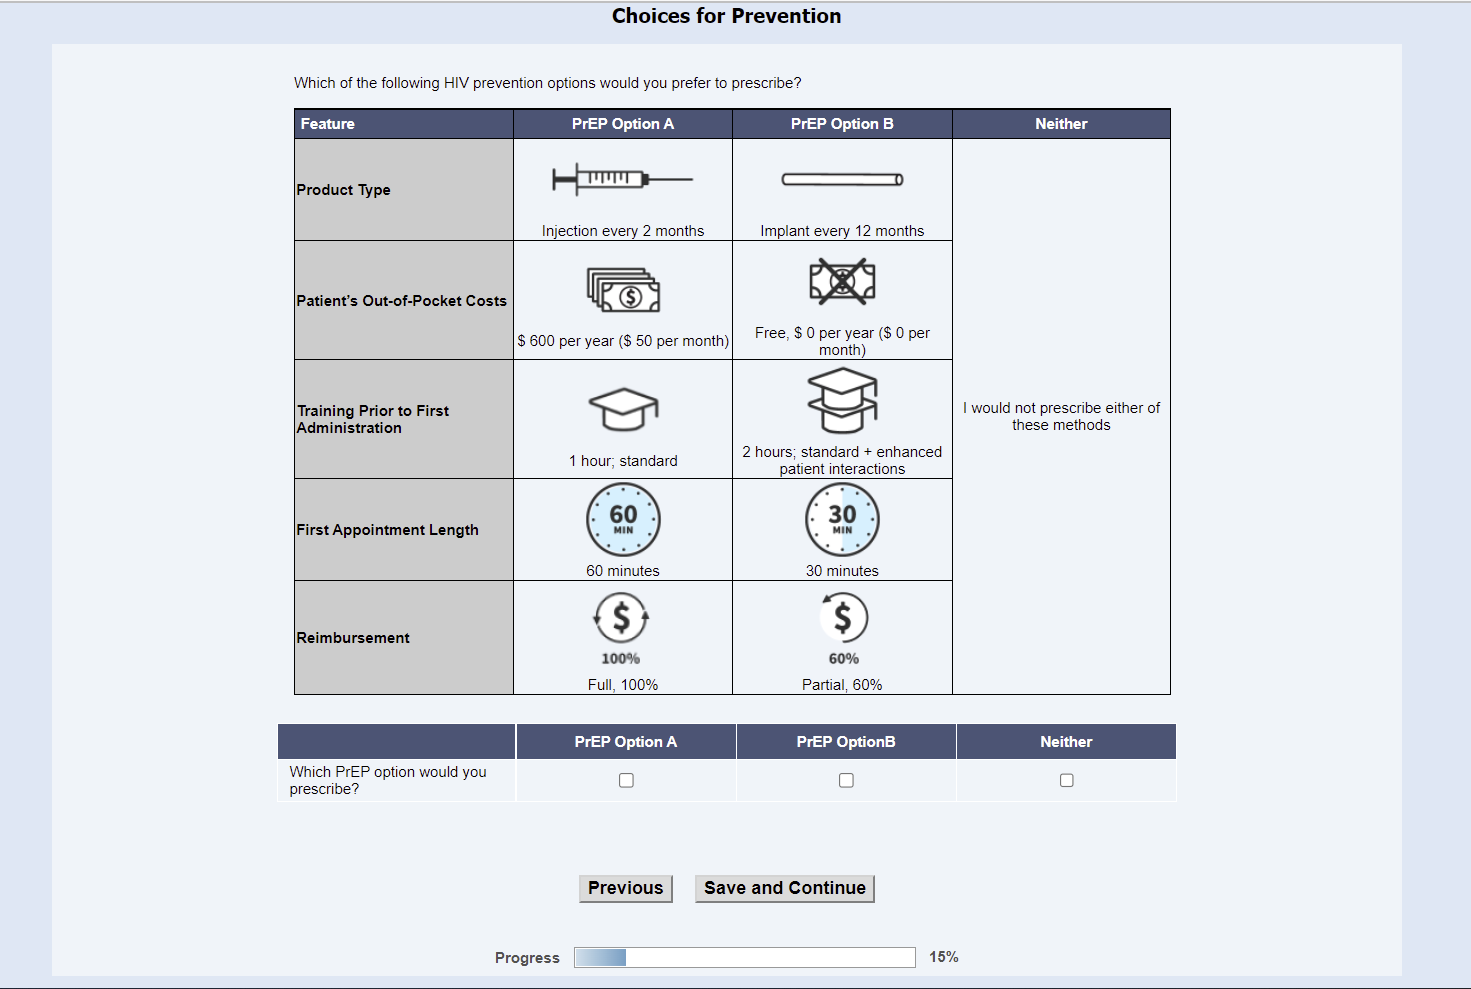 Choices for Prevention
Which of the following HIV prevention options would you prefer to prescribe?
Feature PrEP Option A PrEP Option B Neither
Product Type
Injection every 2 months
Implant every 12 months
Patient's Out-of-Pocket Costs
$
$ 600 per year ($ 50 per month)
Free, $ 0 per year ($ 0 per
month)
Training Prior to First
Administration
1 hour; standard
2 hours; standard + enhanced
patient interactions
First Appointment Length
60
MIN
60 minutes
30
MIN
30 minutes
Reimbursement
$
100%
Full, 100%
$
60%
Partial, 60%
I would not prescribe either of
these methods
PrEP Option A PrEP OptionB Neither
Which PrEP option would you
prescribe?
Previous Save and Continue
Progress 15%